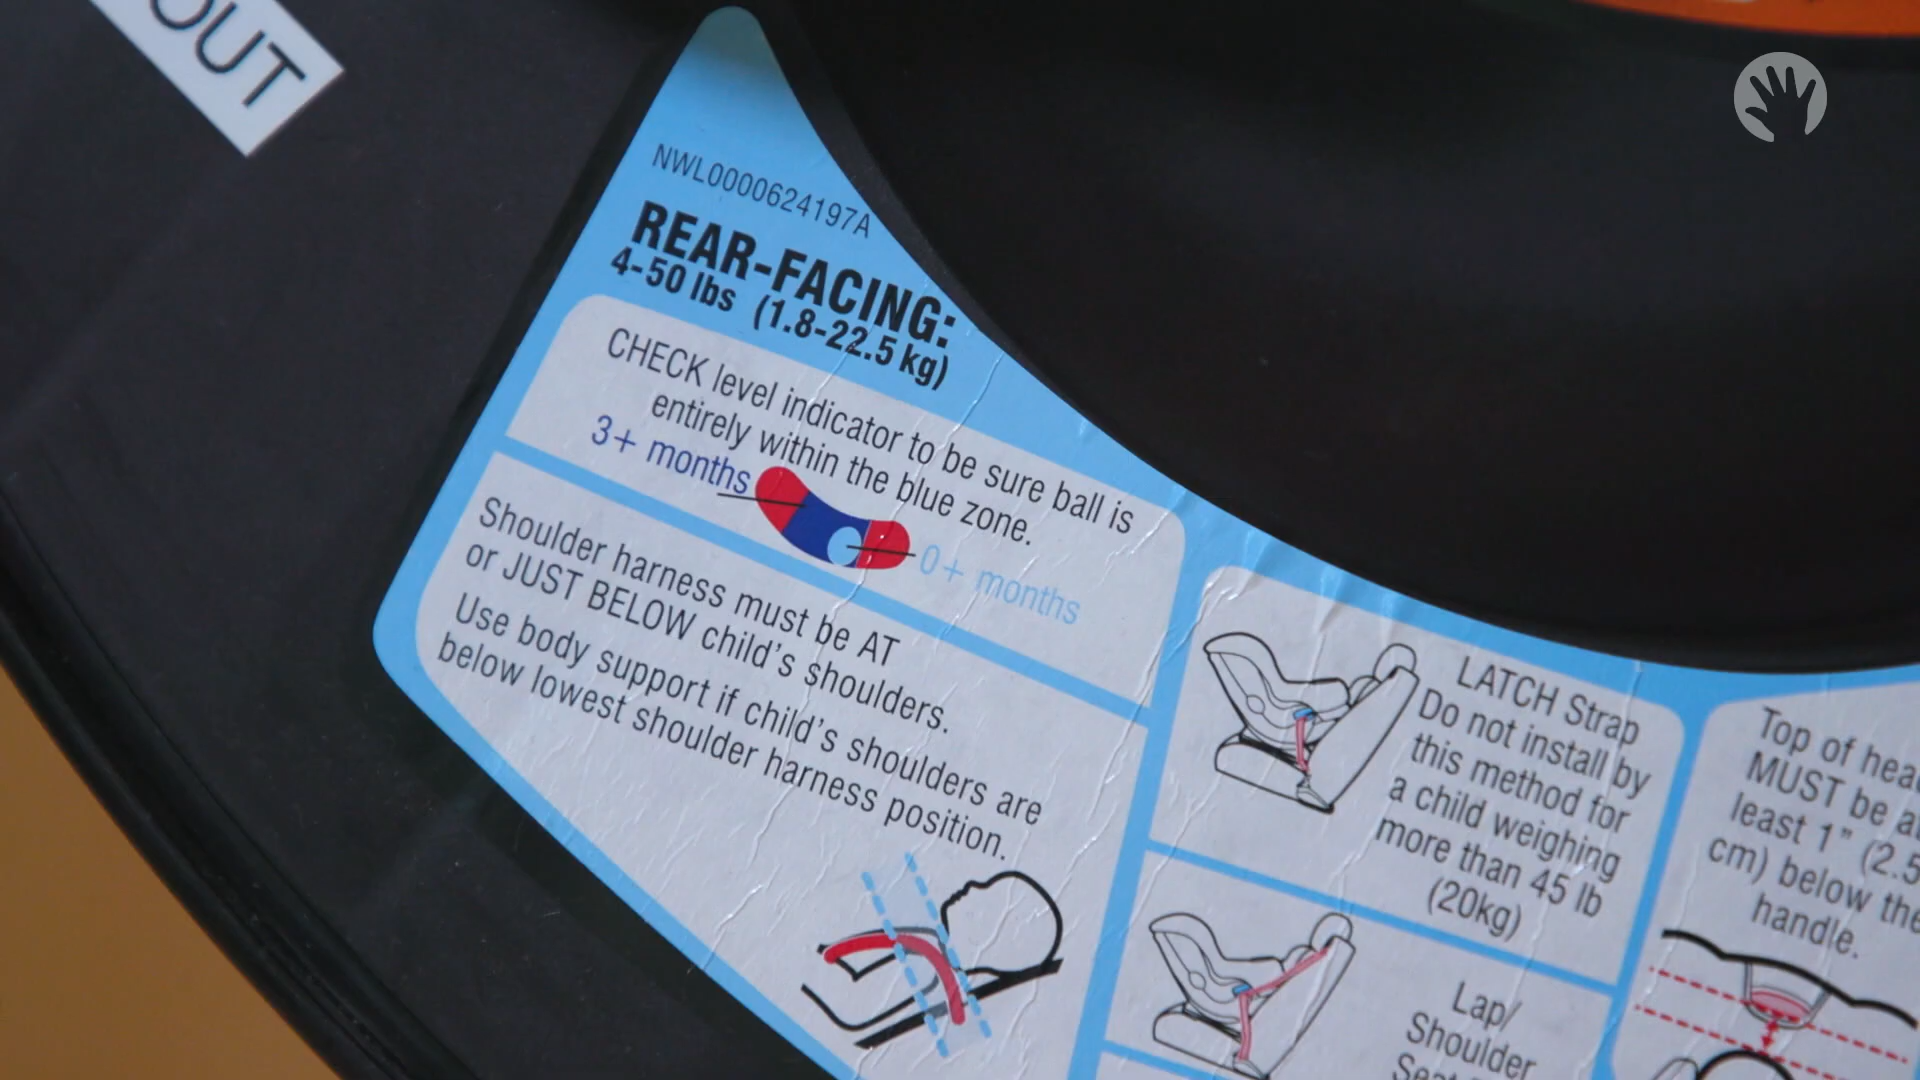 OUT
NWL0000624197A
REAR-FACING:
4-50 lbs (1.8-22.5 kg)
CHECK level indicator to be sure ball is
entirely within the blue zone.
3+ months
0+ months
Shoulder harness must be AT
or JUST BELOW child's shoulders.
Use body support if child's shoulders are
below lowest shoulder harness position.
LATCH Strap
Do not install by
this method for
a child weighing
more than 45 lb
(20kg)
Lap/
Shoulder
Top of
MUST be
least 1" (2.5
cm) below the
handle.